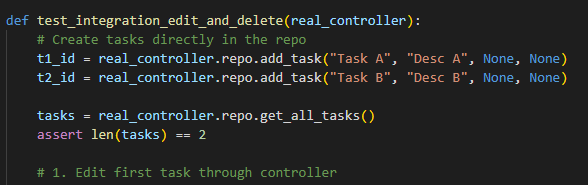 def test_integration_edit_and_delete(real_controller):
    # Create tasks directly in the repo
    t1_id = real_controller.repo.add_task("Task A", "Desc A", None, None)
    t2_id = real_controller.repo.add_task("Task B", "Desc B", None, None)

    tasks = real_controller.repo.get_all_tasks()
    assert len(tasks) == 2

    # 1. Edit first task through controller